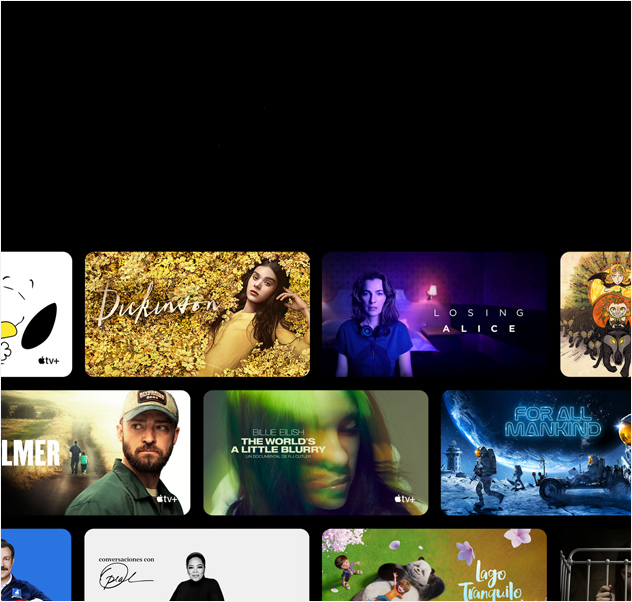 tv+
Dickinson
LOSING
ALICE
LMER
tv+
BILLIE EILISH
THE WORLD'S
A LITTLE BLURRY
UN DOCUMENTAL DE R.J. CUTLER
tv+
FOR ALL
MANKIND
conversaciones con
Oprah
Lago
Tranquilo